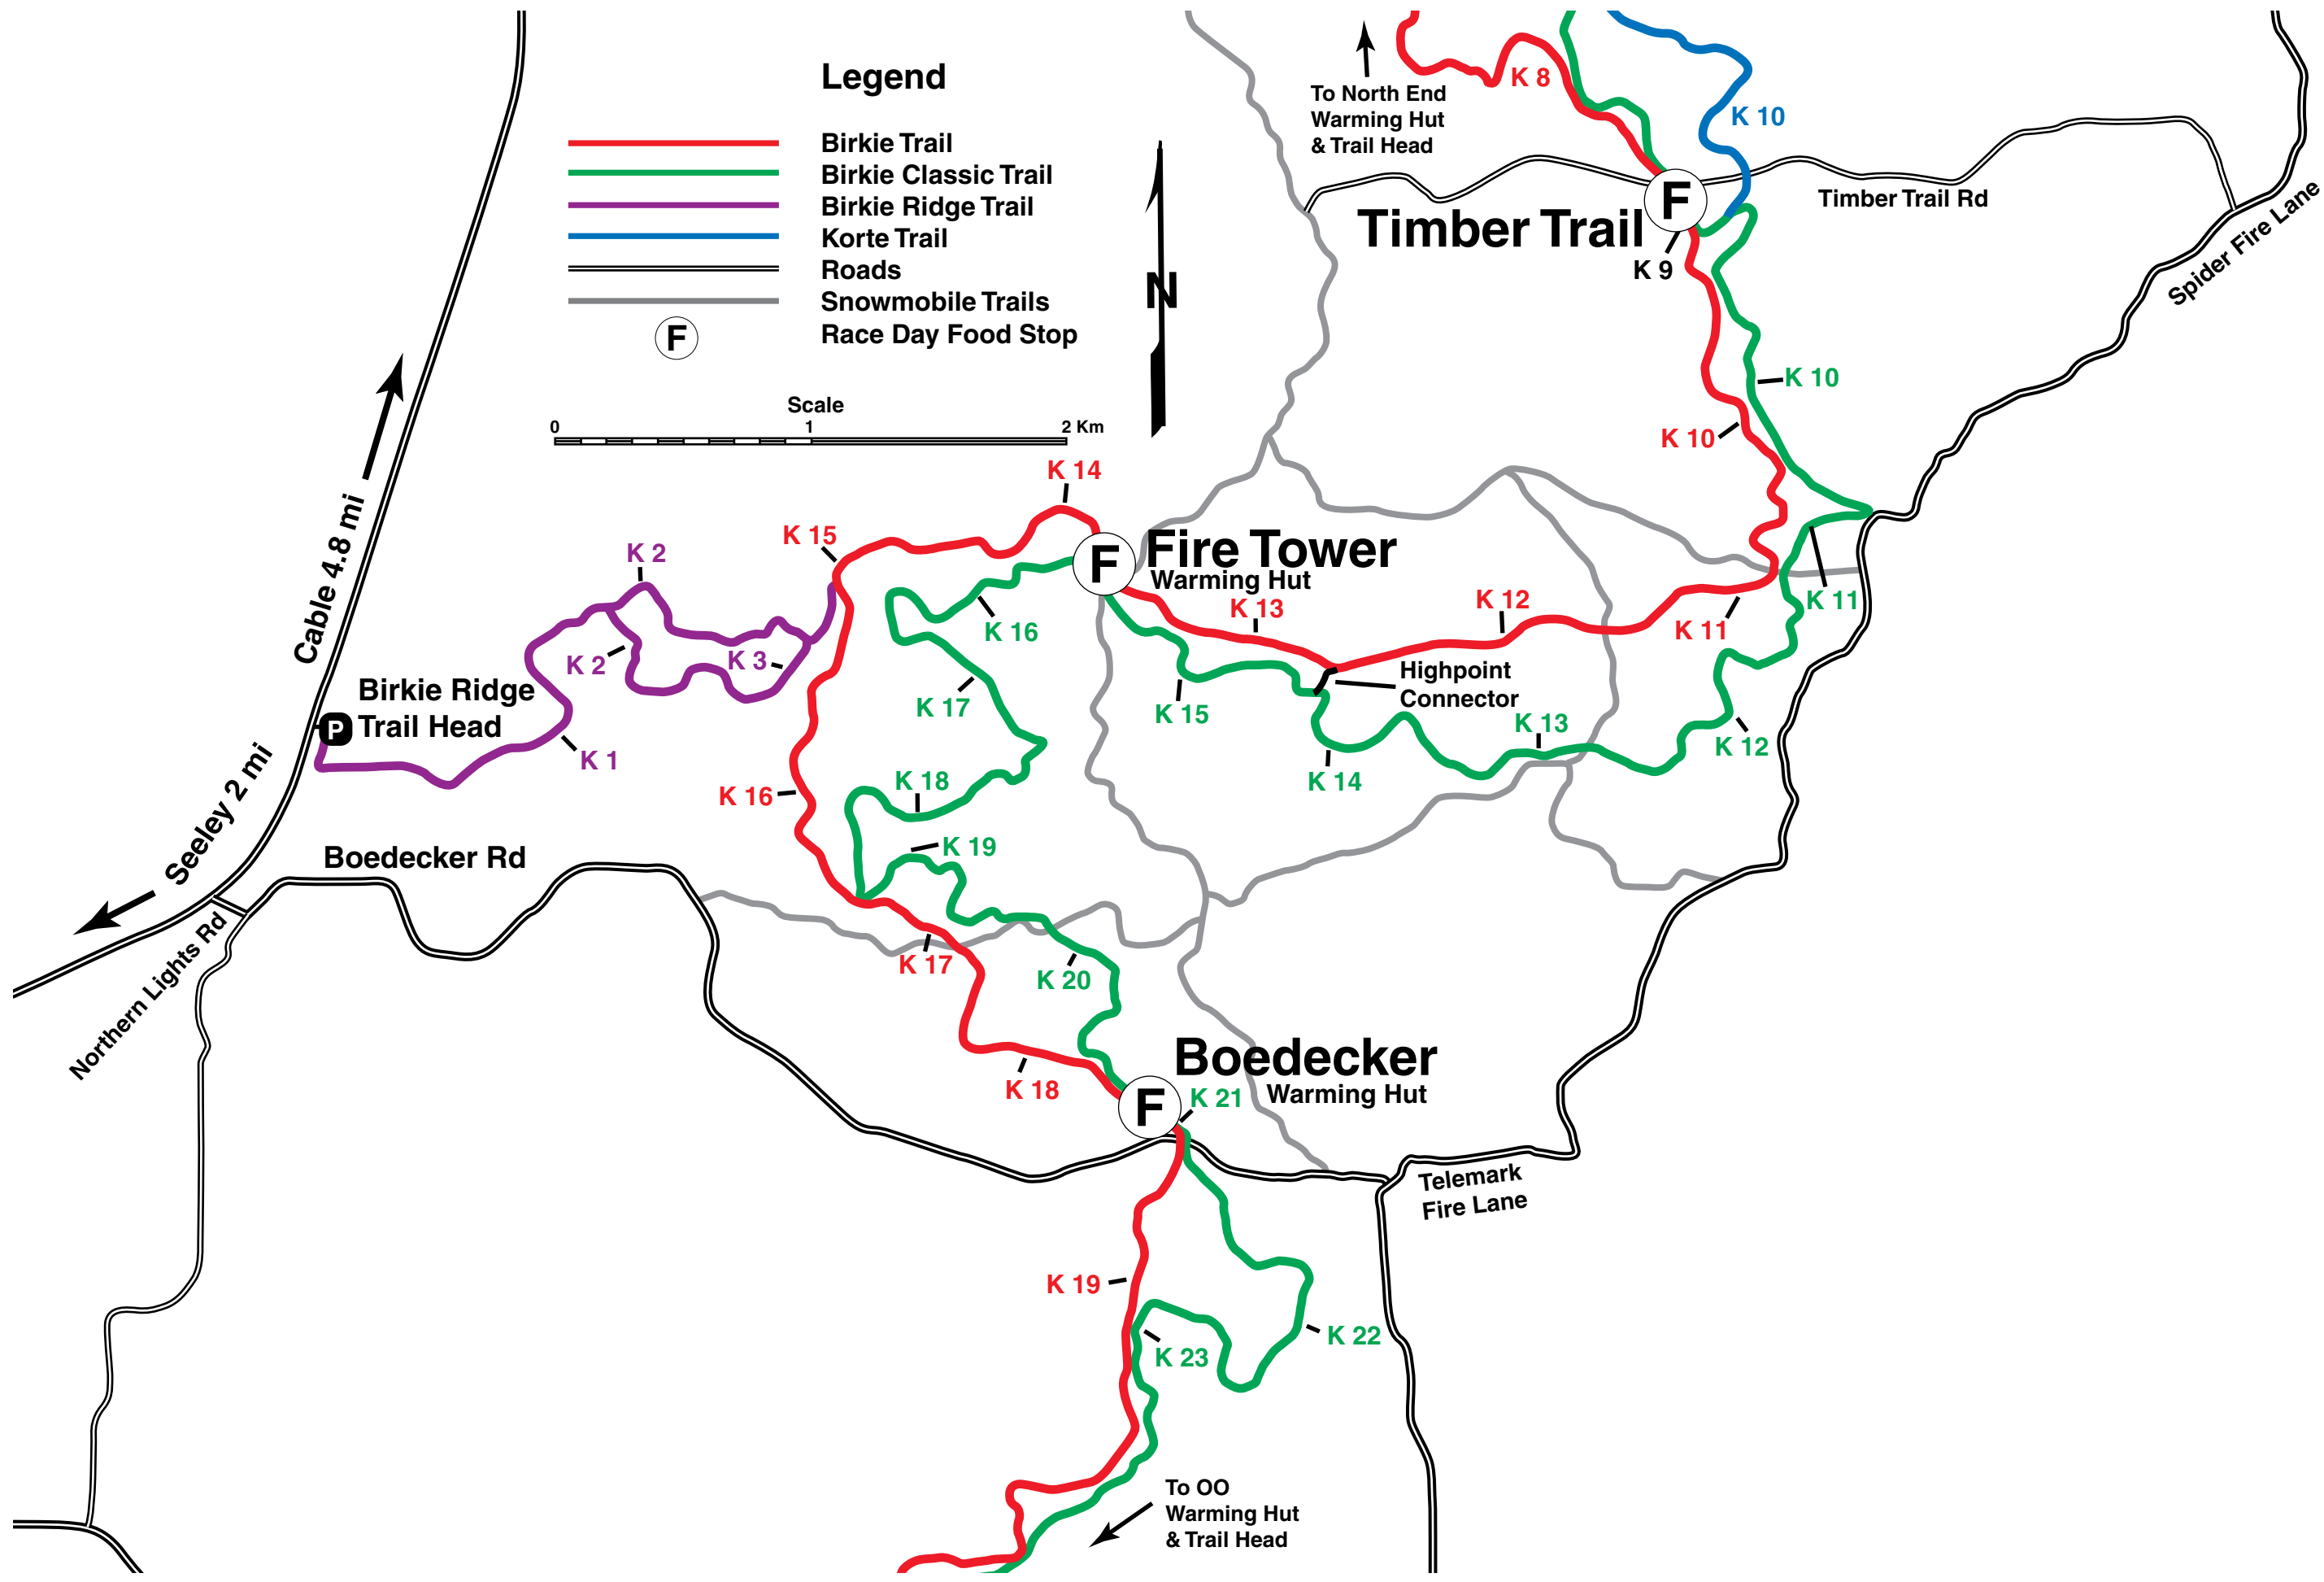 Legend
Birkie Trail
Birkie Classic Trail
Birkie Ridge Trail
Korte Trail
Roads
Snowmobile Trails
F
Race Day Food Stop
Scale
0 1 2 Km
N
To North End
Warming Hut
& Trail Head
K 8
K 10
Timber Trail Rd
Spider Fire Lane
F
Timber Trail
K 9
K 10
K 10
K 14
K 15
F
Fire Tower
Warming Hut
K 13
K 12
K 11
K 11
Highpoint
Connector
K 2
K 2
K 3
K 16
K 17
K 15
K 14
K 13
K 12
Cable 4.8 mi
Birkie Ridge
Trail Head
P
K 1
Seeley 2 mi
K 16
K 18
K 19
Boedecker Rd
Northern Lights Rd
K 17
K 20
K 18
Boedecker
Warming Hut
F
K 21
Telemark
Fire Lane
K 19
K 22
K 23
To OO
Warming Hut
& Trail Head